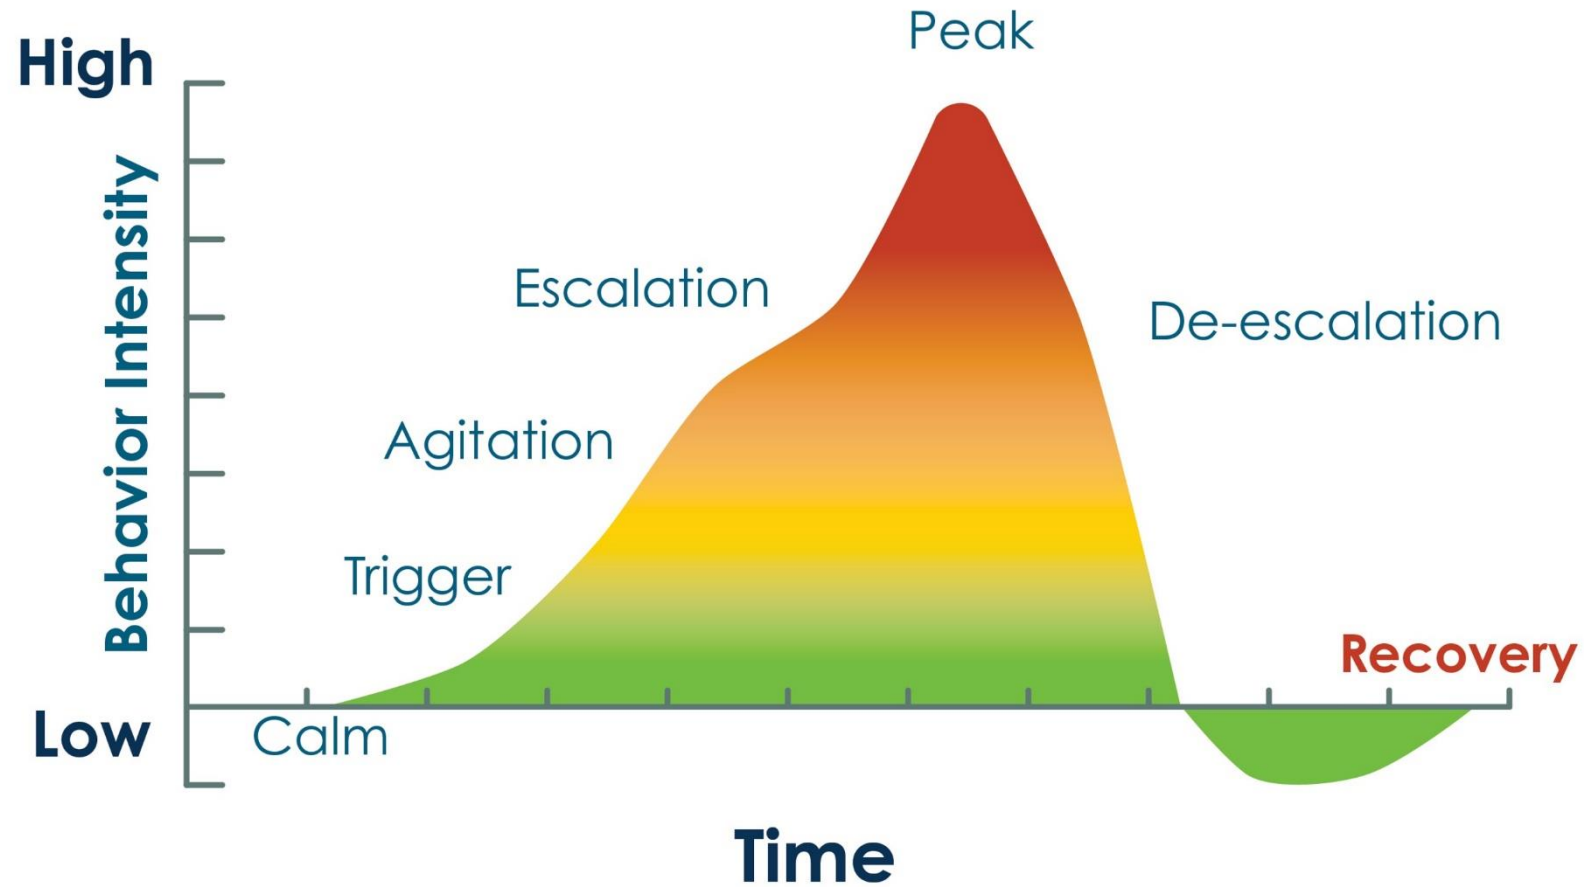 Peak
High
Behavior Intensity
Escalation
De-escalation
Agitation
Trigger
Recovery
Low
Calm
Time